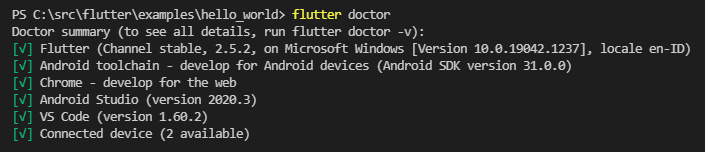 PS C:\src\flutter\examples\hello_world> flutter doctor
Doctor summary (to see all details, run flutter doctor -v):
[√] Flutter (Channel stable, 2.5.2, on Microsoft Windows [Version 10.0.19042.1237], locale en-ID)
[√] Android toolchain - develop for Android devices (Android SDK version 31.0.0)
[√] Chrome - develop for the web
[√] Android Studio (version 2020.3)
[√] VS Code (version 1.60.2)
[√] Connected device (2 available)